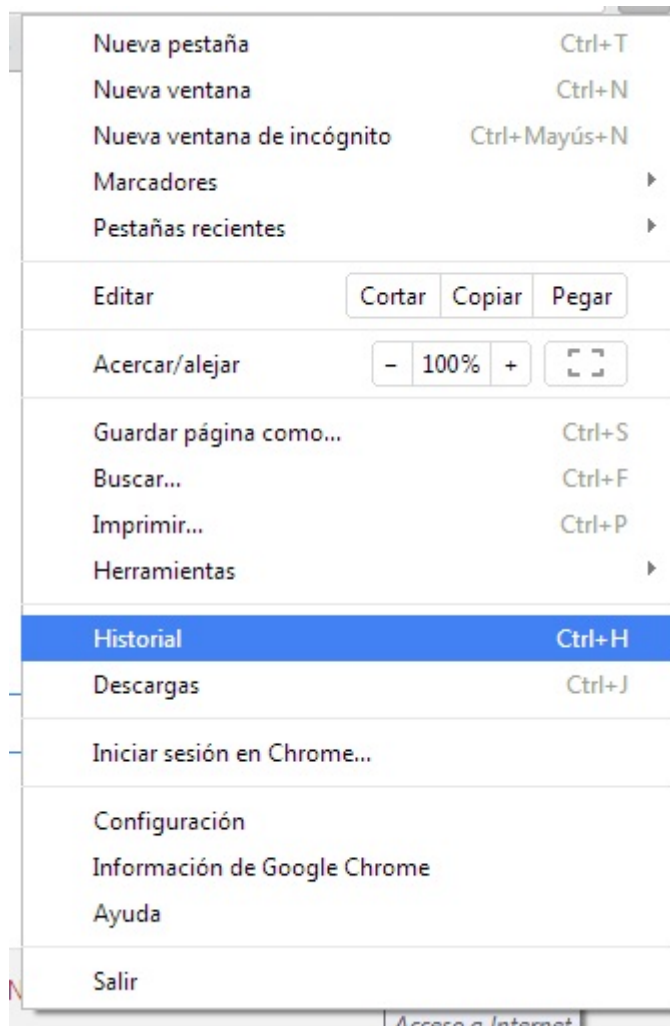 Nueva pestaña Ctrl+T
Nueva ventana Ctrl+N
Nueva ventana de incógnito Ctrl+Mayús+N
Marcadores
Pestañas recientes
Editar Cortar Copiar Pegar
Acercar/alejar − 100% +
Guardar página como... Ctrl+S
Buscar... Ctrl+F
Imprimir... Ctrl+P
Herramientas
Historial Ctrl+H
Descargas Ctrl+J
Iniciar sesión en Chrome...
Configuración
Información de Google Chrome
Ayuda
Salir
Acceso a Internet